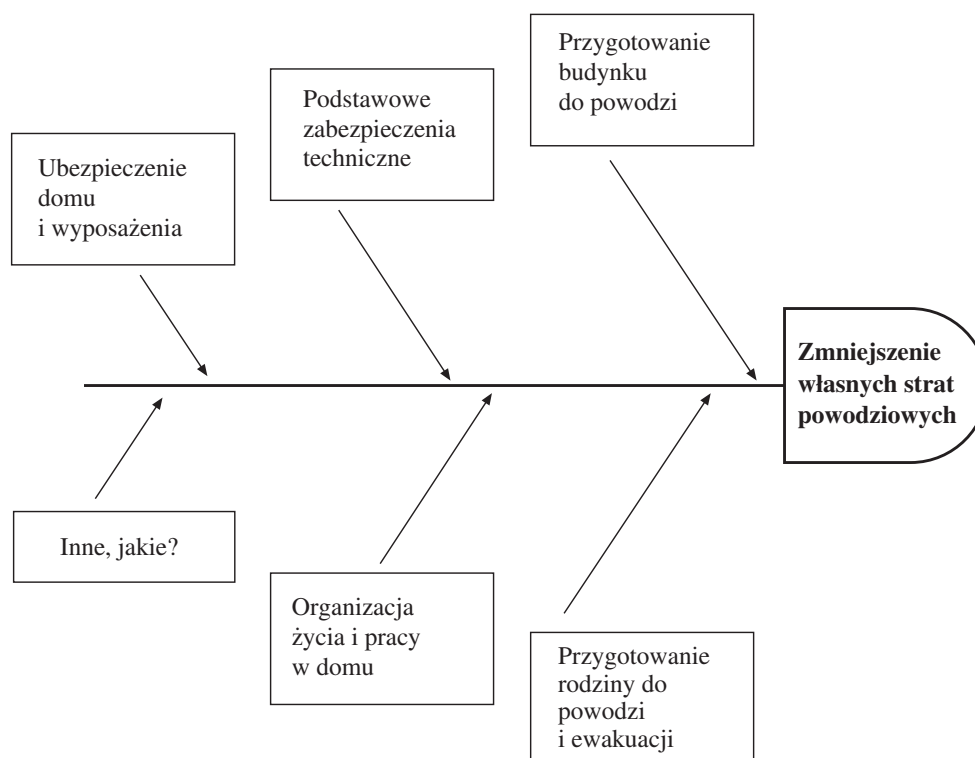 Przygotowanie
budynku
do powodzi
Podstawowe
zabezpieczenia
techniczne
Ubezpieczenie
domu
i wyposażenia
Zmniejszenie
własnych strat
powodziowych
Inne, jakie?
Organizacja
życia i pracy
w domu
Przygotowanie
rodziny do
powodzi
i ewakuacji